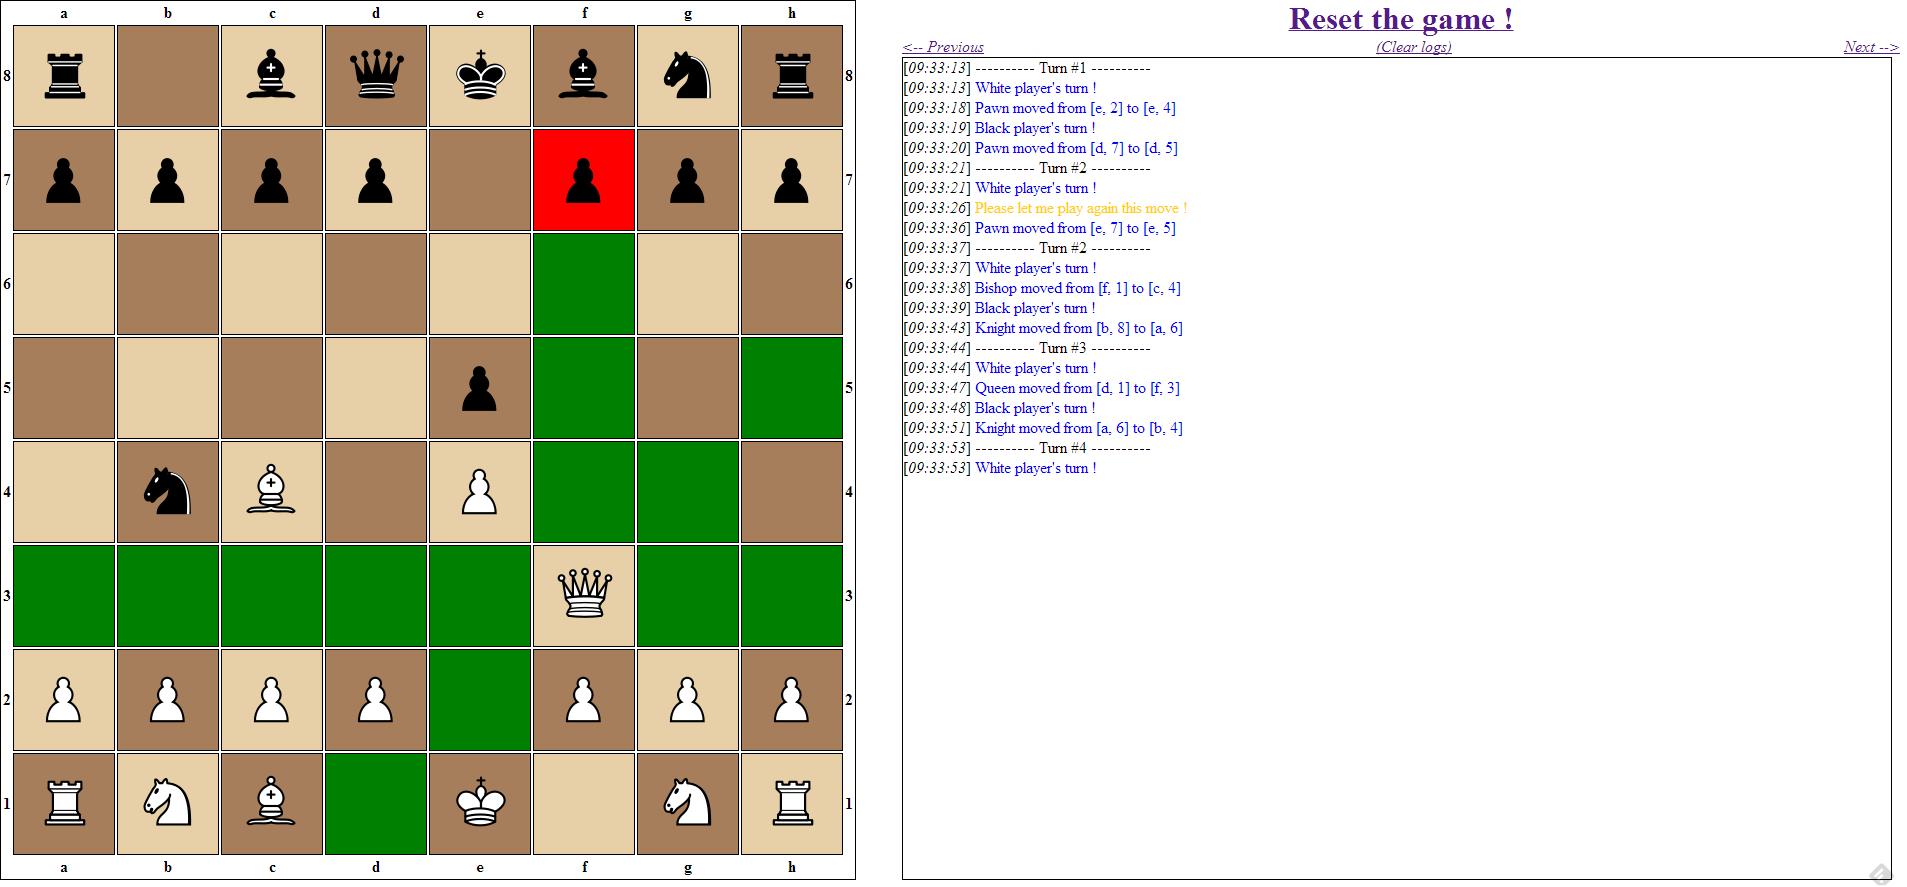 a b c d e f g h
8 8
7 7
6 6
5 5
4 4
3 3
2 2
1 1
a b c d e f g h
Reset the game !
<-- Previous (Clear logs) Next -->
[09:33:13] ---------- Turn #1 ----------
[09:33:13] White player's turn !
[09:33:18] Pawn moved from [e, 2] to [e, 4]
[09:33:19] Black player's turn !
[09:33:20] Pawn moved from [d, 7] to [d, 5]
[09:33:21] ---------- Turn #2 ----------
[09:33:21] White player's turn !
[09:33:26] Please let me play again this move !
[09:33:36] Pawn moved from [e, 7] to [e, 5]
[09:33:37] ---------- Turn #2 ----------
[09:33:37] White player's turn !
[09:33:38] Bishop moved from [f, 1] to [c, 4]
[09:33:39] Black player's turn !
[09:33:43] Knight moved from [b, 8] to [a, 6]
[09:33:44] ---------- Turn #3 ----------
[09:33:44] White player's turn !
[09:33:47] Queen moved from [d, 1] to [f, 3]
[09:33:48] Black player's turn !
[09:33:51] Knight moved from [a, 6] to [b, 4]
[09:33:53] ---------- Turn #4 ----------
[09:33:53] White player's turn !